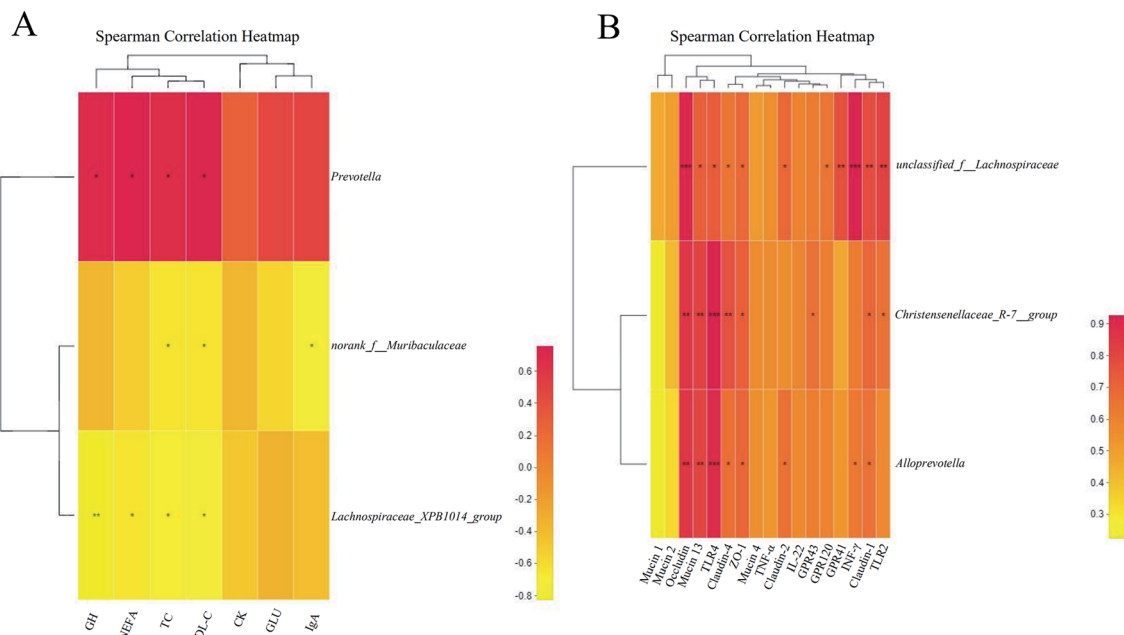 A
B
Spearman Correlation Heatmap
Spearman Correlation Heatmap
* * * *
Prevotella
* * *
norank_f__Muribaculaceae
** * * *
Lachnospiraceae_XPB1014_group
0.6
0.4
0.2
0.0
-0.2
-0.4
-0.6
-0.8
GH
NEFA
TC
DL-C
CK
GLU
IgA
*** * * * * * * ** *** ** **
unclassified_f__Lachnospiraceae
** ** *** ** * * * *
Christensenellaceae_R-7__group
** ** *** * * * * *
Alloprevotella
0.9
0.8
0.7
0.6
0.5
0.4
0.3
Mucin 1
Mucin 2
Occludin
Mucin 13
TLR4
Claudin-4
ZO-1
Mucin 4
TNF-α
Claudin-2
IL-22
GPR43
GPR120
GPR41
INF-γ
Claudin-1
TLR2